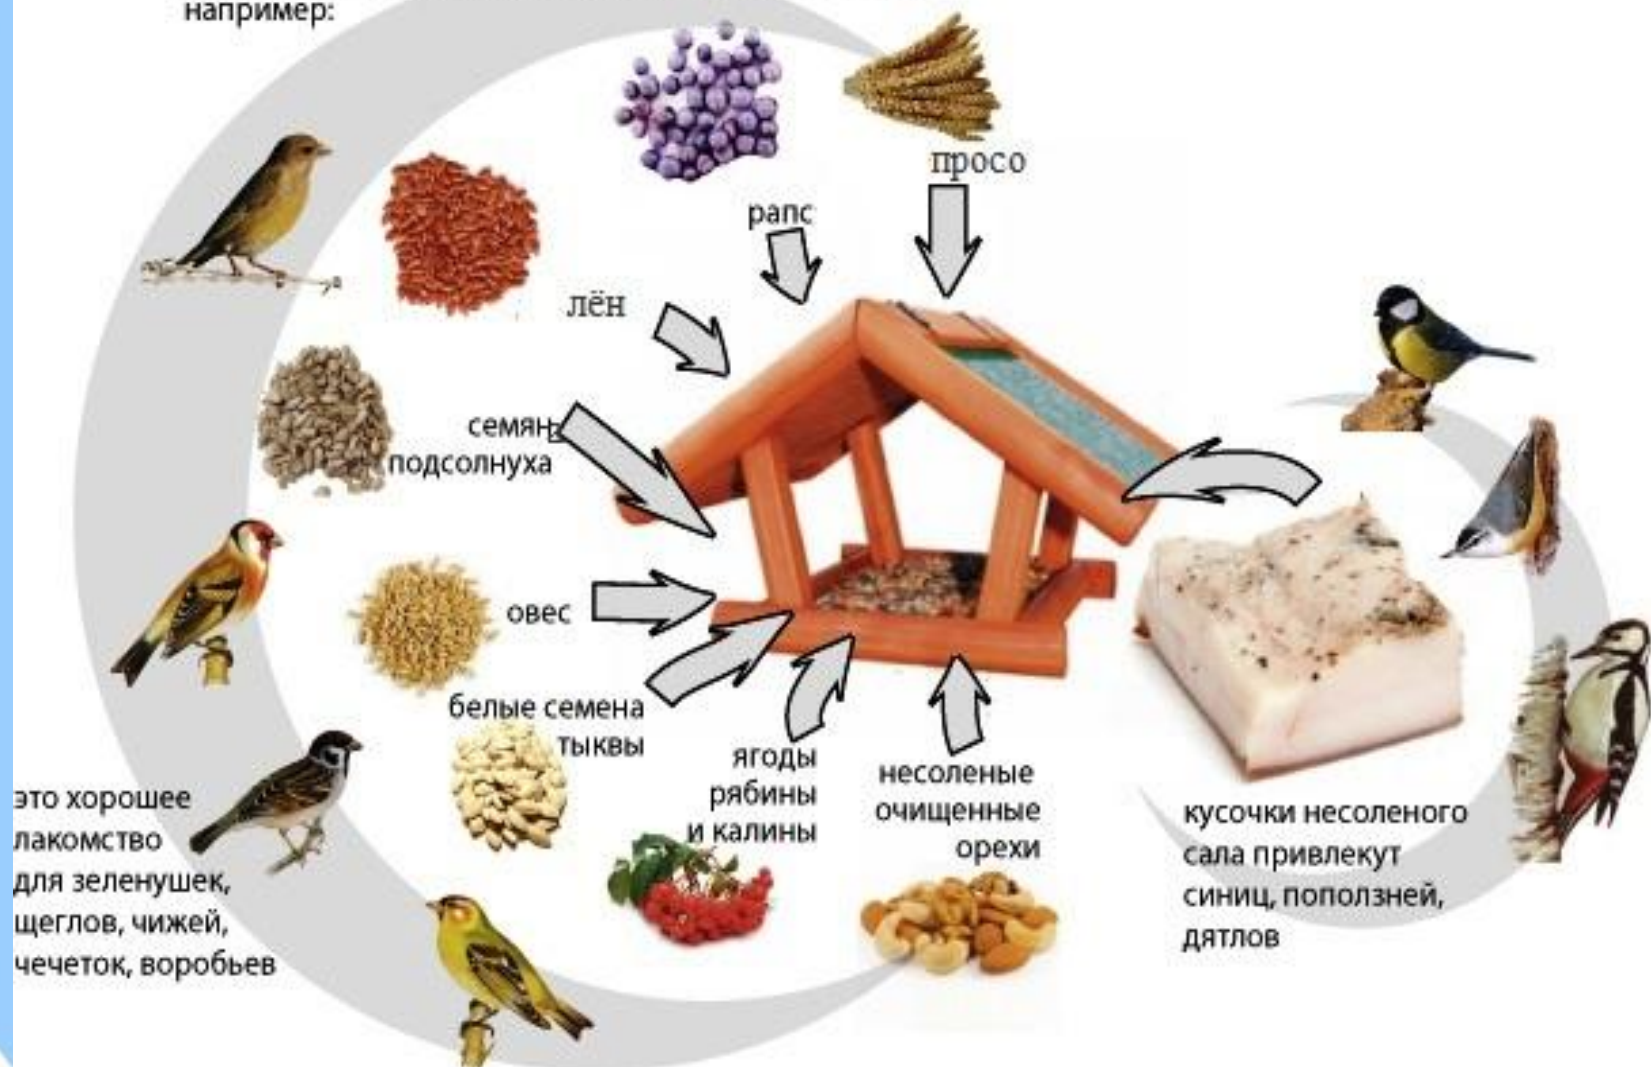 например:
просо
рапс
лён
семян
подсолнуха
овес
белые семена
тыквы
ягоды
рябины
и калины
несоленые
очищенные
орехи
это хорошее
лакомство
для зеленушек,
щеглов, чижей,
чечеток, воробьев
кусочки несоленого
сала привлекут
синиц, поползней,
дятлов